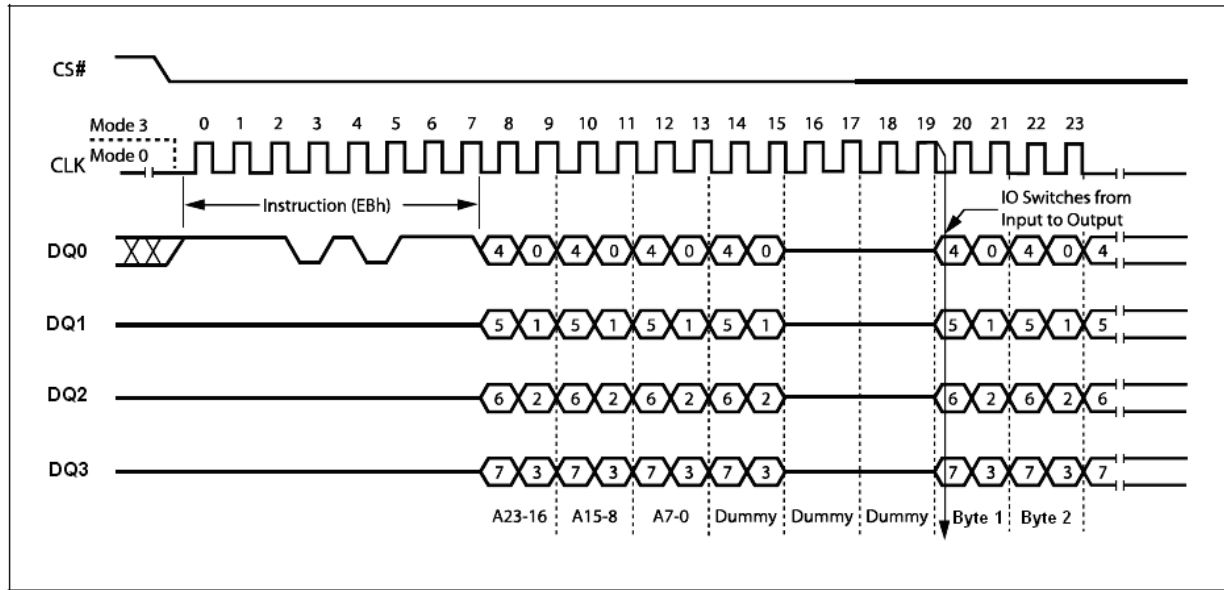 CS#
Mode 3
0 1 2 3 4 5 6 7 8 9 10 11 12 13 14 15 16 17 18 19 20 21 22 23
Mode 0
CLK
Instruction (EBh)
IO Switches from
Input to Output
DQ0 4 0 4 0 4 0 4 0 4 0 4 0 4
DQ1 5 1 5 1 5 1 5 1 5 1 5 1 5
DQ2 6 2 6 2 6 2 6 2 6 2 6 2 6
DQ3 7 3 7 3 7 3 7 3 7 3 7 3 7
A23-16 A15-8 A7-0 Dummy Dummy Dummy Byte 1 Byte 2